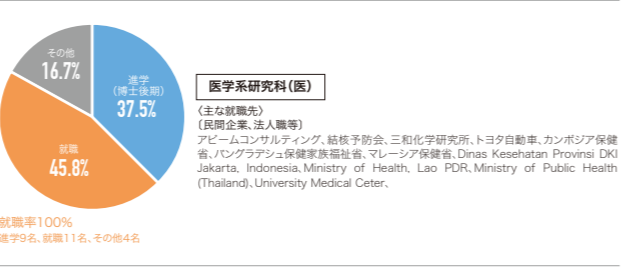 その他
16.7%
進学
(博士後期)
37.5%
就職
45.8%
就職率100%
進学9名、就職11名、その他4名
医学系研究科(医)
〈主な就職先〉
〔民間企業、法人職等〕
アビームコンサルティング、結核予防会、三和化学研究所、トヨタ自動車、カンボジア保健
省、バングラデシュ保健家族福祉省、マレーシア保健省、Dinas Kesehatan Provinsi DKI
Jakarta, Indonesia、Ministry of Health, Lao PDR、Ministry of Public Health
(Thailand)、University Medical Ceter、